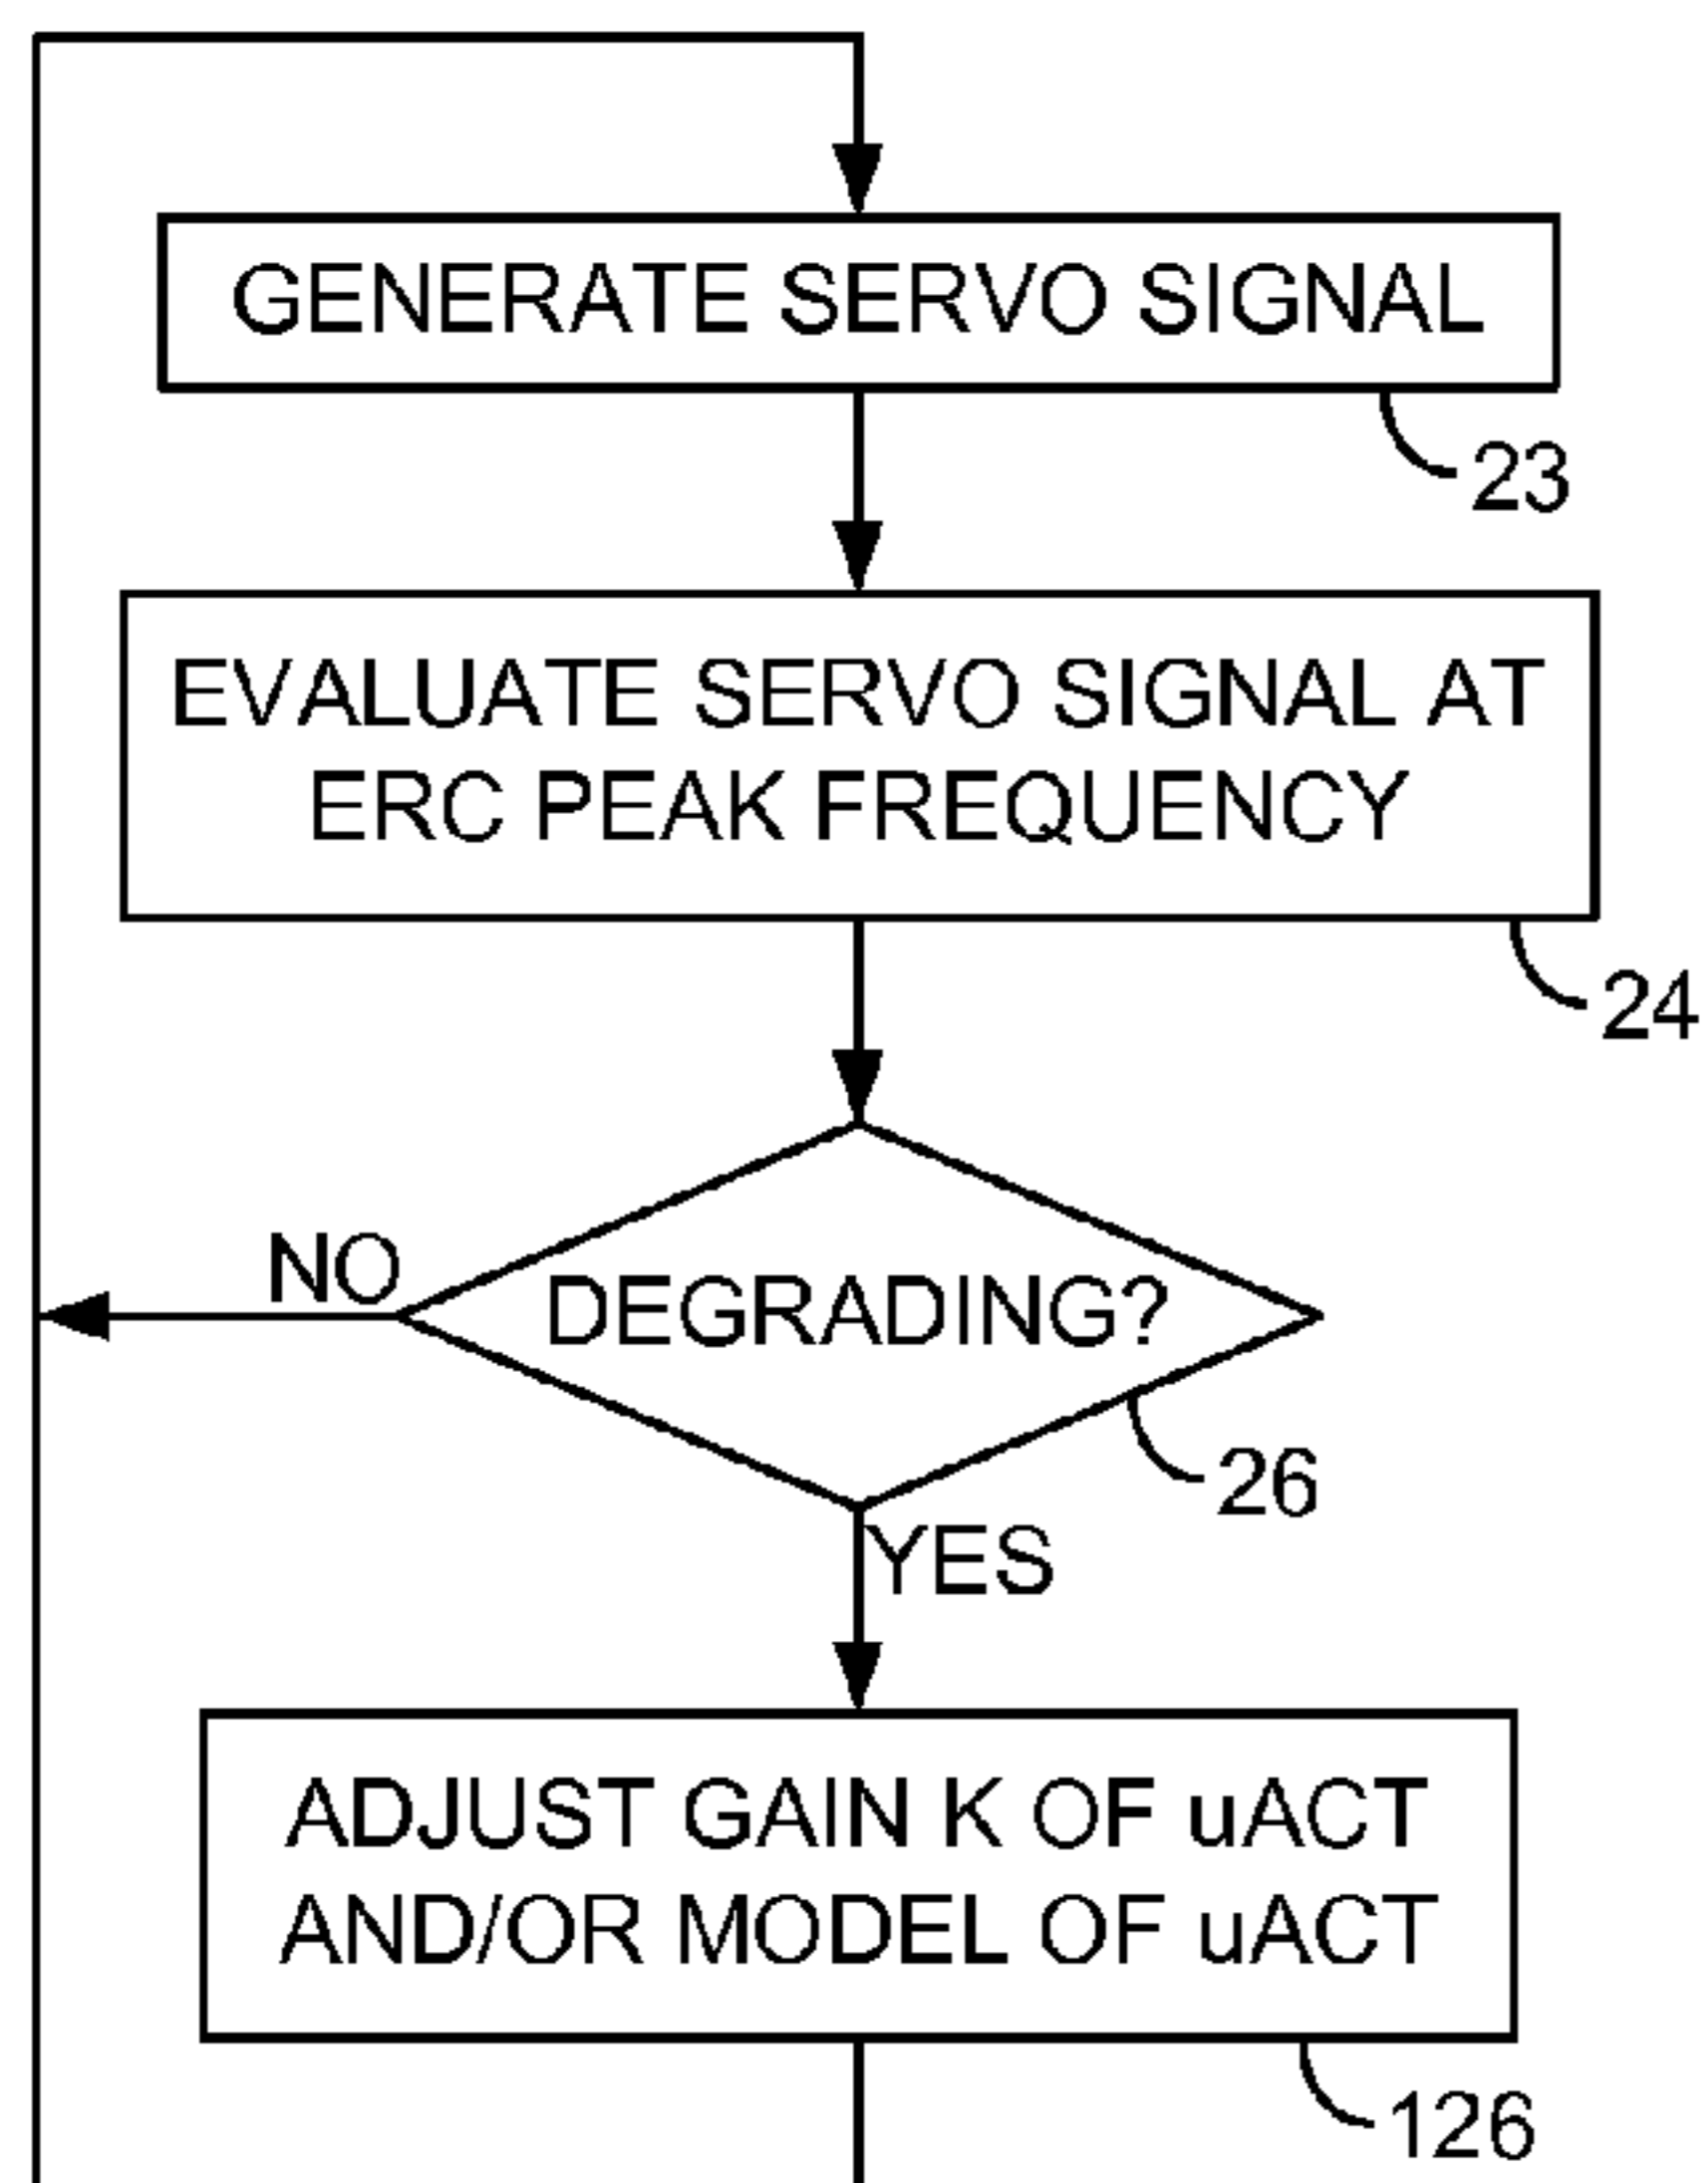 GENERATE SERVO SIGNAL
23
EVALUATE SERVO SIGNAL AT
ERC PEAK FREQUENCY
24
NO
DEGRADING?
26
YES
ADJUST GAIN K OF uACT
AND/OR MODEL OF uACT
126